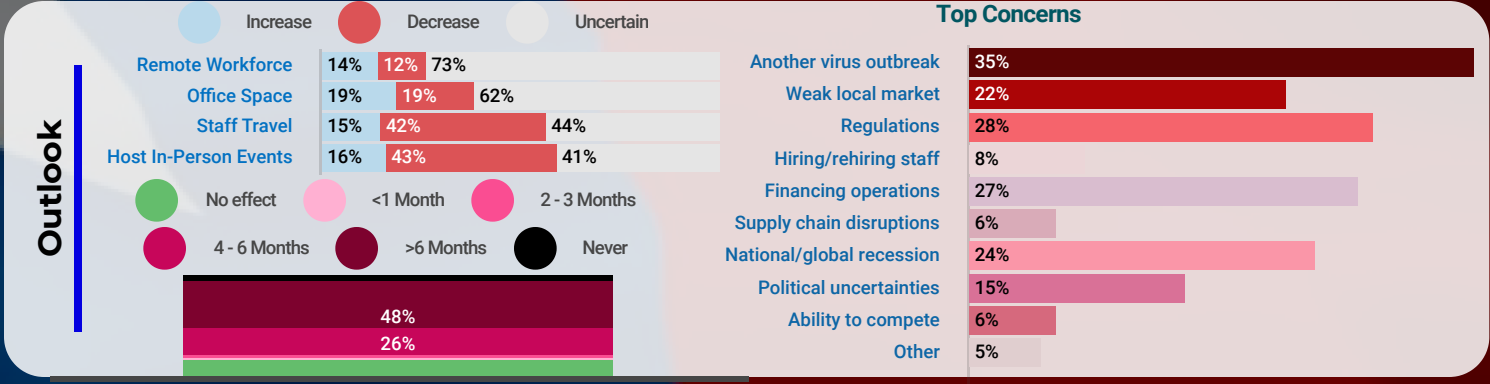 Outlook
Increase Decrease Uncertain
Remote Workforce 14% 12% 73%
Office Space 19% 19% 62%
Staff Travel 15% 42% 44%
Host In-Person Events 16% 43% 41%
No effect <1 Month 2 - 3 Months
4 - 6 Months >6 Months Never
48%
26%
Top Concerns
Another virus outbreak 35%
Weak local market 22%
Regulations 28%
Hiring/rehiring staff 8%
Financing operations 27%
Supply chain disruptions 6%
National/global recession 24%
Political uncertainties 15%
Ability to compete 6%
Other 5%